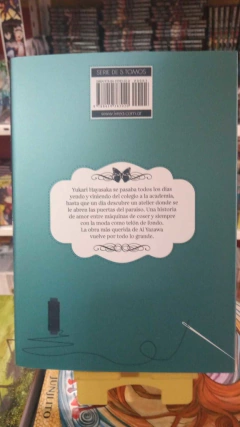 SERIE DE 5 TOMOS
Yukari Hayasaka se pasaba todos los días
yendo y viniendo del colegio a la academia,
hasta que un día descubre un atelier donde se
le abren las puertas del paraíso. Una historia
de amor entre máquinas de coser y siempre
con la moda como telón de fondo.
La obra más querida de Ai Yazawa
vuelve por todo lo grande.
JUNJI ITO